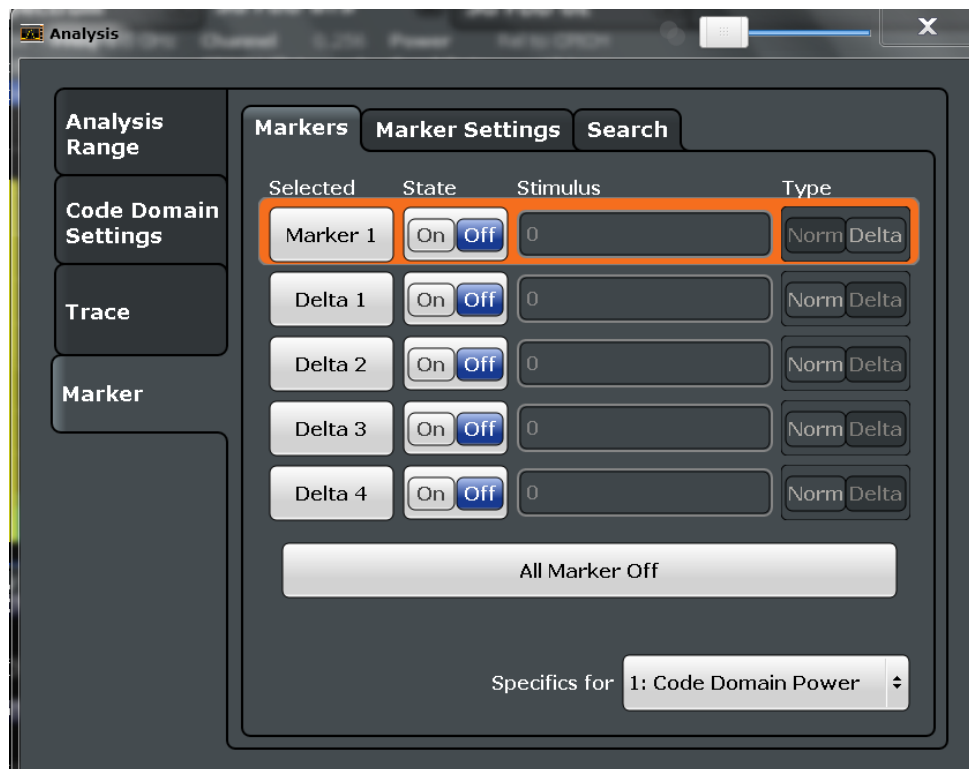 Analysis
X
Analysis
Range
Code Domain
Settings
Trace
Marker
Markers Marker Settings Search
Selected State Stimulus Type
Marker 1 On Off 0 Norm Delta
Delta 1 On Off 0 Norm Delta
Delta 2 On Off 0 Norm Delta
Delta 3 On Off 0 Norm Delta
Delta 4 On Off 0 Norm Delta
All Marker Off
Specifics for 1: Code Domain Power